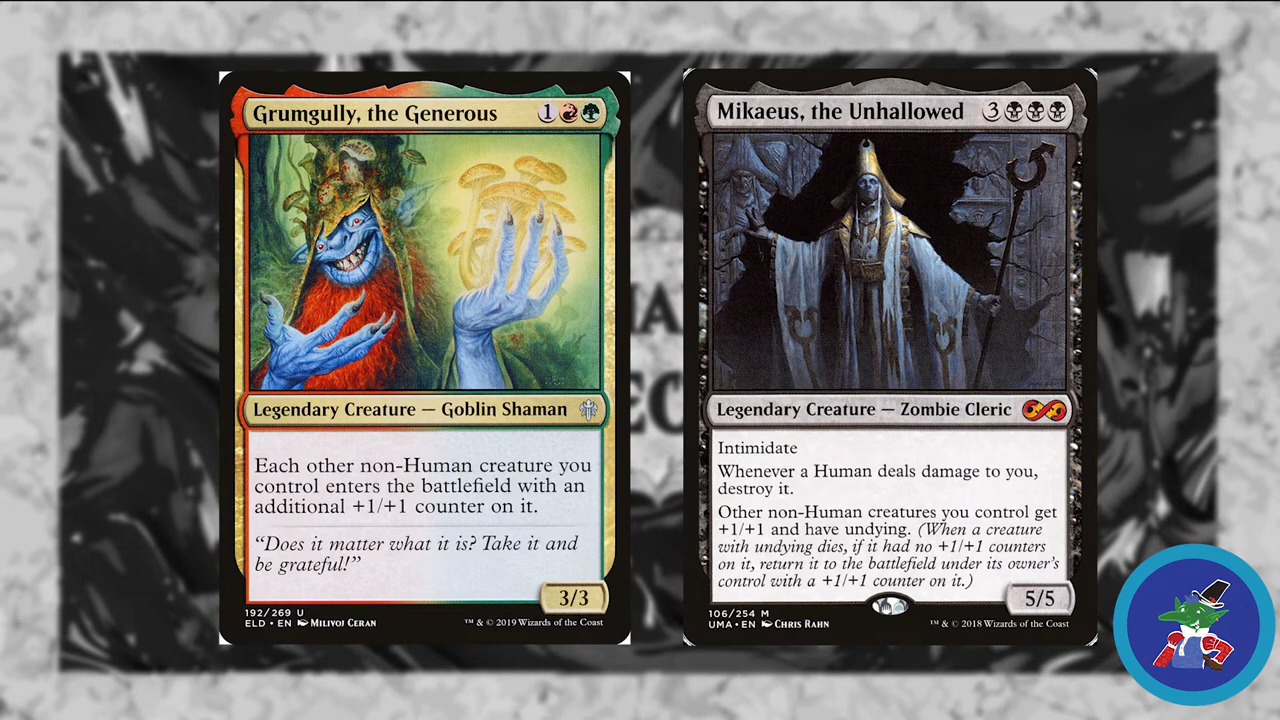 Grumgully, the Generous 1
Legendary Creature — Goblin Shaman
Each other non-Human creature you
control enters the battlefield with an
additional +1/+1 counter on it.
“Does it matter what it is? Take it and
be grateful!”
3/3
192/269 U
ELD • EN Milivoj Ceran
™ & © 2019 Wizards of the Coast
Mikaeus, the Unhallowed 3
Legendary Creature — Zombie Cleric
Intimidate
Whenever a Human deals damage to you,
destroy it.
Other non-Human creatures you control get
+1/+1 and have undying. (When a creature
with undying dies, if it had no +1/+1 counters
on it, return it to the battlefield under its owner’s
control with a +1/+1 counter on it.)
5/5
106/254 M
UMA • EN Chris Rahn
™ & © 2018 Wizards of the Coast